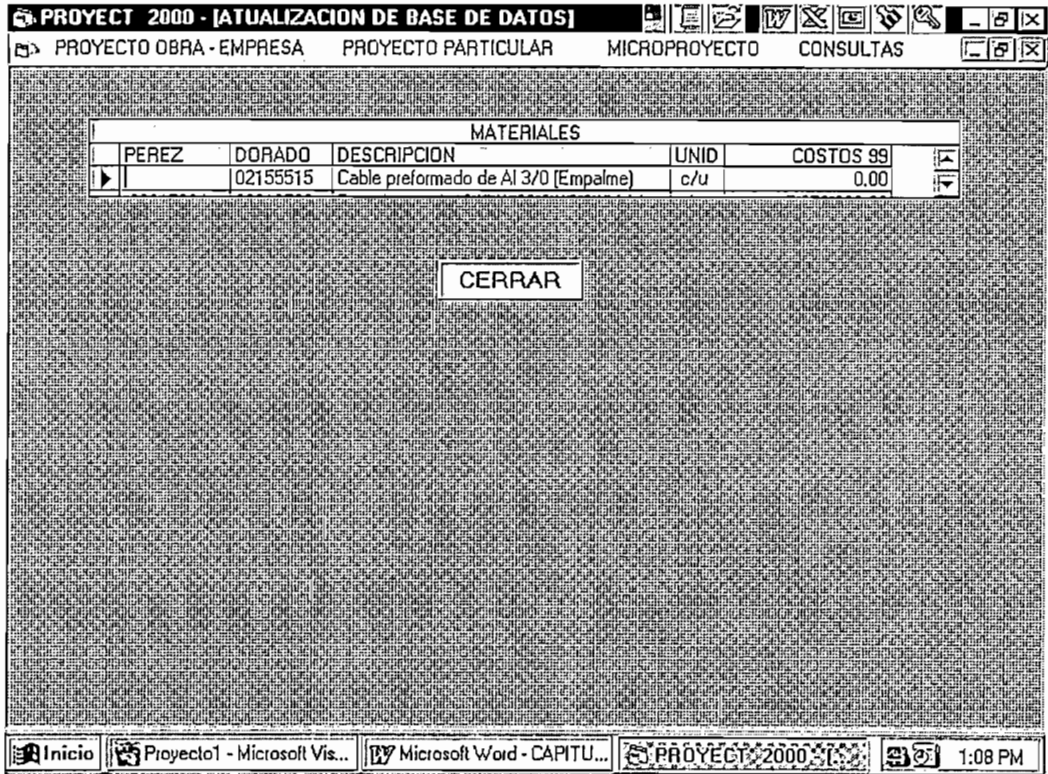 PROYECT 2000 - [ATUALIZACION DE BASE DE DATOS]
PROYECTO OBRA - EMPRESA PROYECTO PARTICULAR MICROPROYECTO CONSULTAS
MATERIALES
PEREZ DORADO DESCRIPCION UNID COSTOS 99
02155515 Cable preformado de Al 3/0 (Empalme) c/u 0.00
CERRAR
Inicio Proyecto1 - Microsoft Vis... Microsoft Word - CAPITU... PROYECT 2000 - [... 1:08 PM